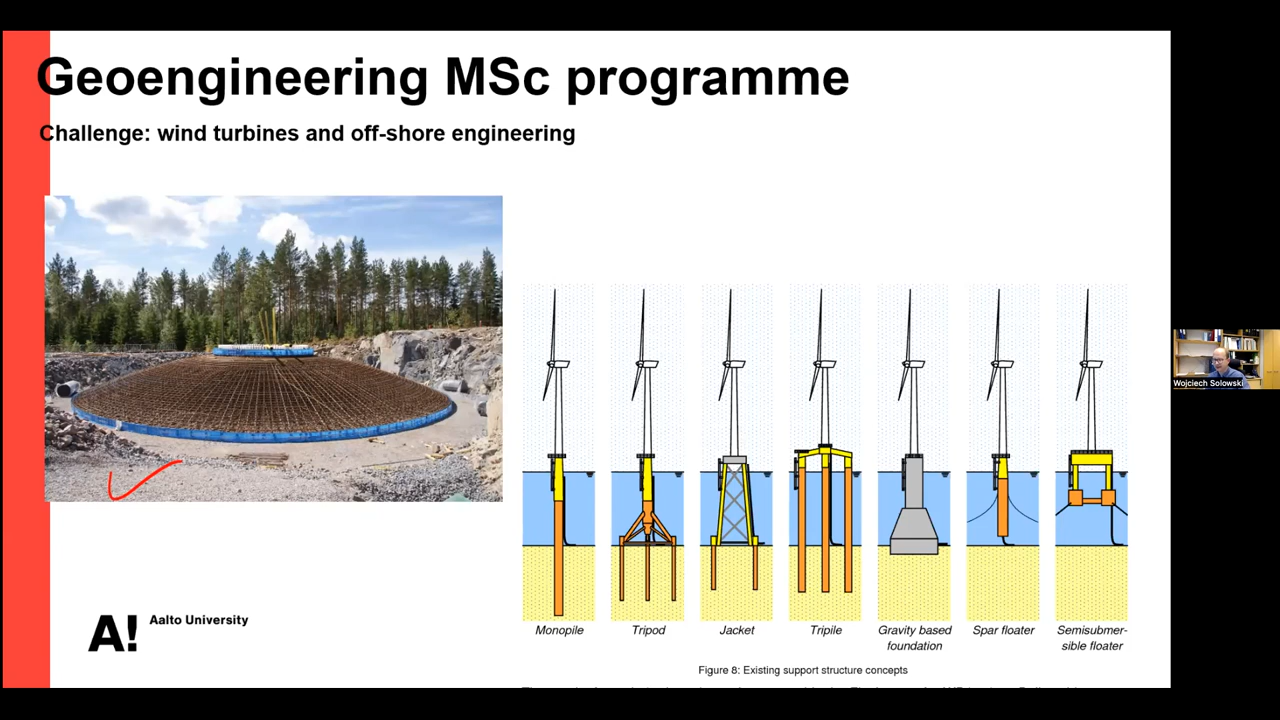 Geoengineering MSc programme
Challenge: wind turbines and off-shore engineering
Wojciech Solowski
Monopile
Tripod
Jacket
Tripile
Gravity based
foundation
Spar floater
Semisubmer-
sible floater
Figure 8: Existing support structure concepts
A! Aalto University